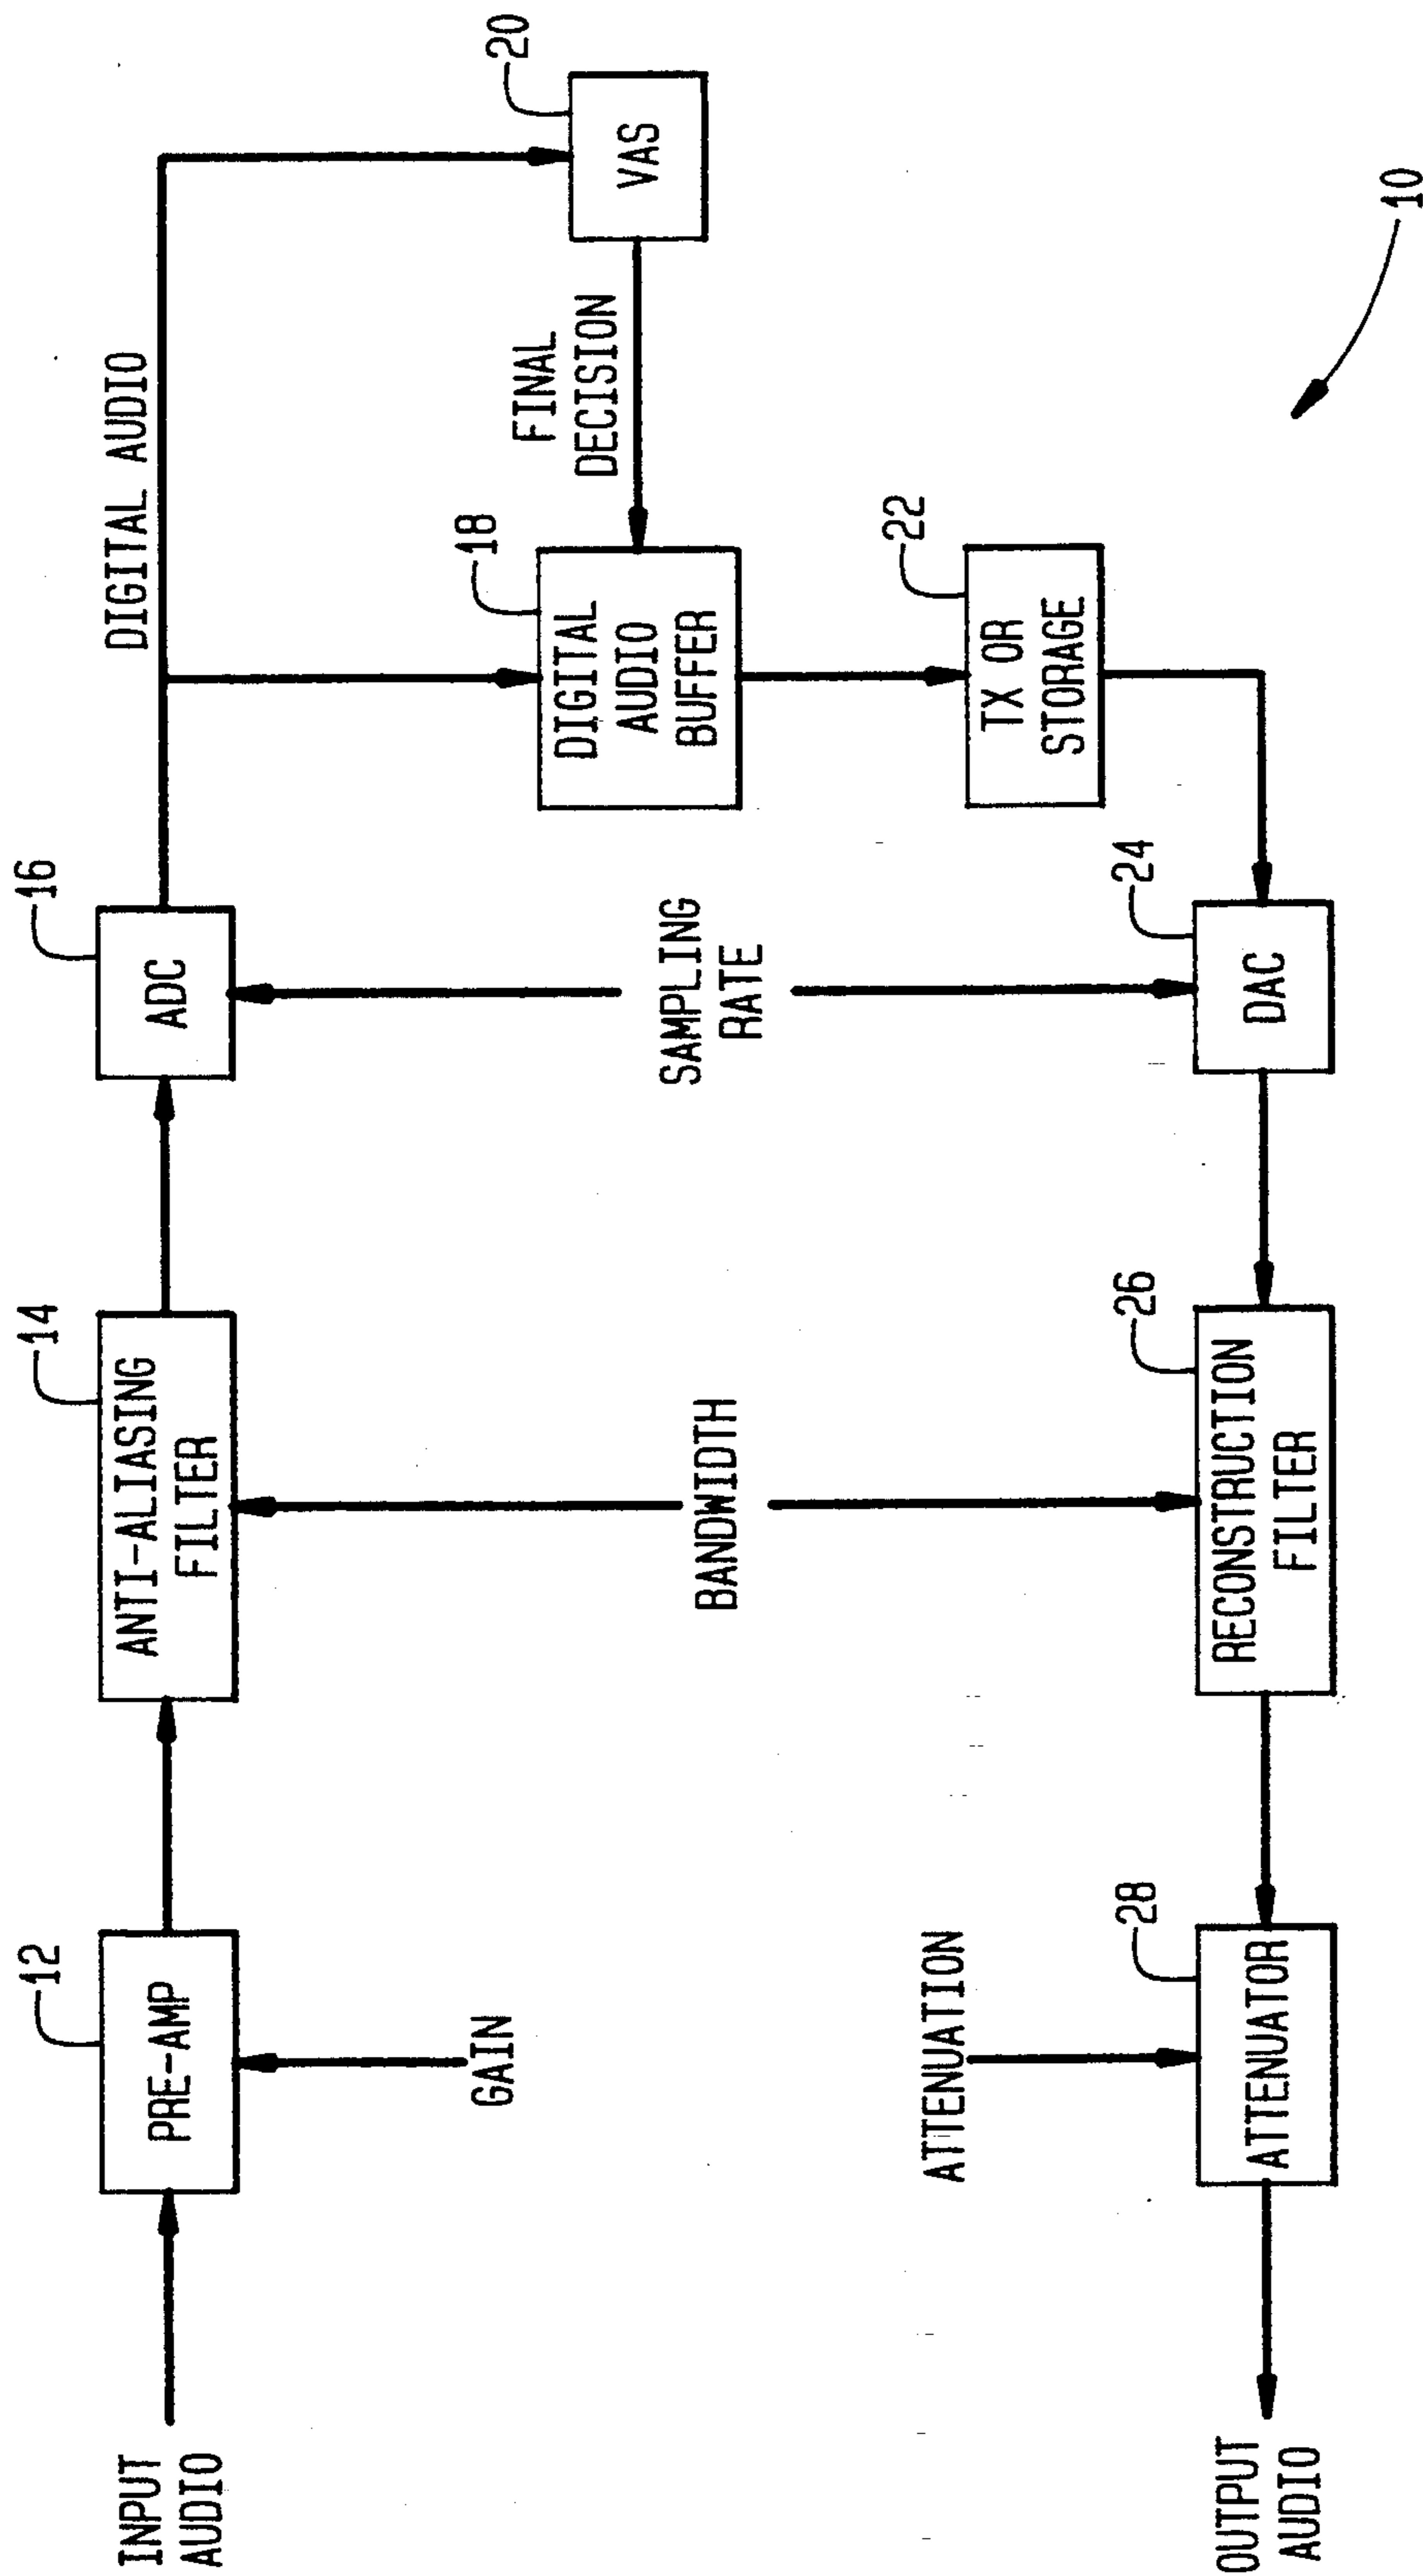 INPUT
AUDIO
12
PRE-AMP
GAIN
14
ANTI-ALIASING
FILTER
BANDWIDTH
16
ADC
SAMPLING
RATE
DIGITAL AUDIO
18
DIGITAL
AUDIO
BUFFER
FINAL
DECISION
20
VAS
22
TX OR
STORAGE
24
DAC
26
RECONSTRUCTION
FILTER
ATTENUATION
28
ATTENUATOR
OUTPUT
AUDIO
10